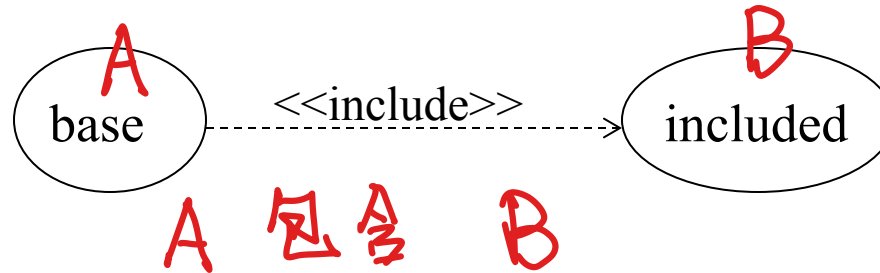 A B
<<include>>
base included
A 包含 B